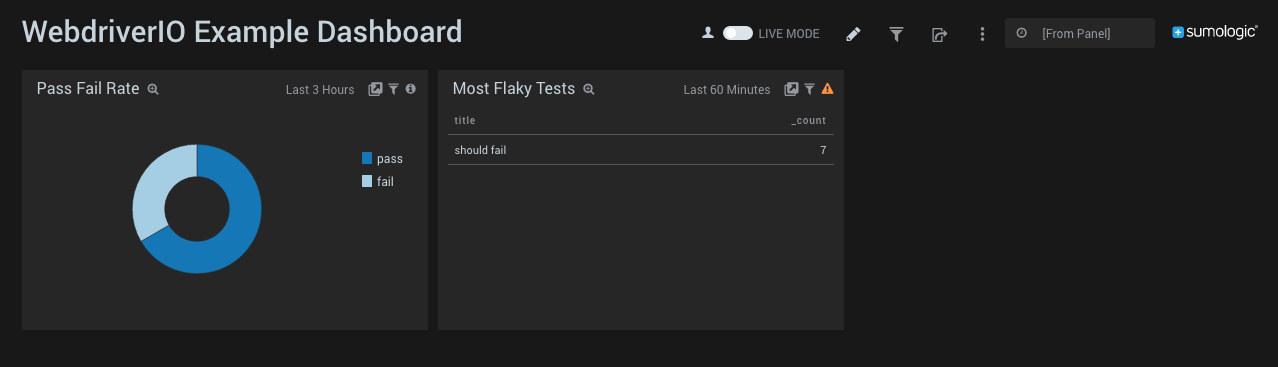 WebdriverIO Example Dashboard
LIVE MODE
[From Panel]
sumologic
Pass Fail Rate
Last 3 Hours
pass
fail
Most Flaky Tests
Last 60 Minutes
title _count
should fail 7